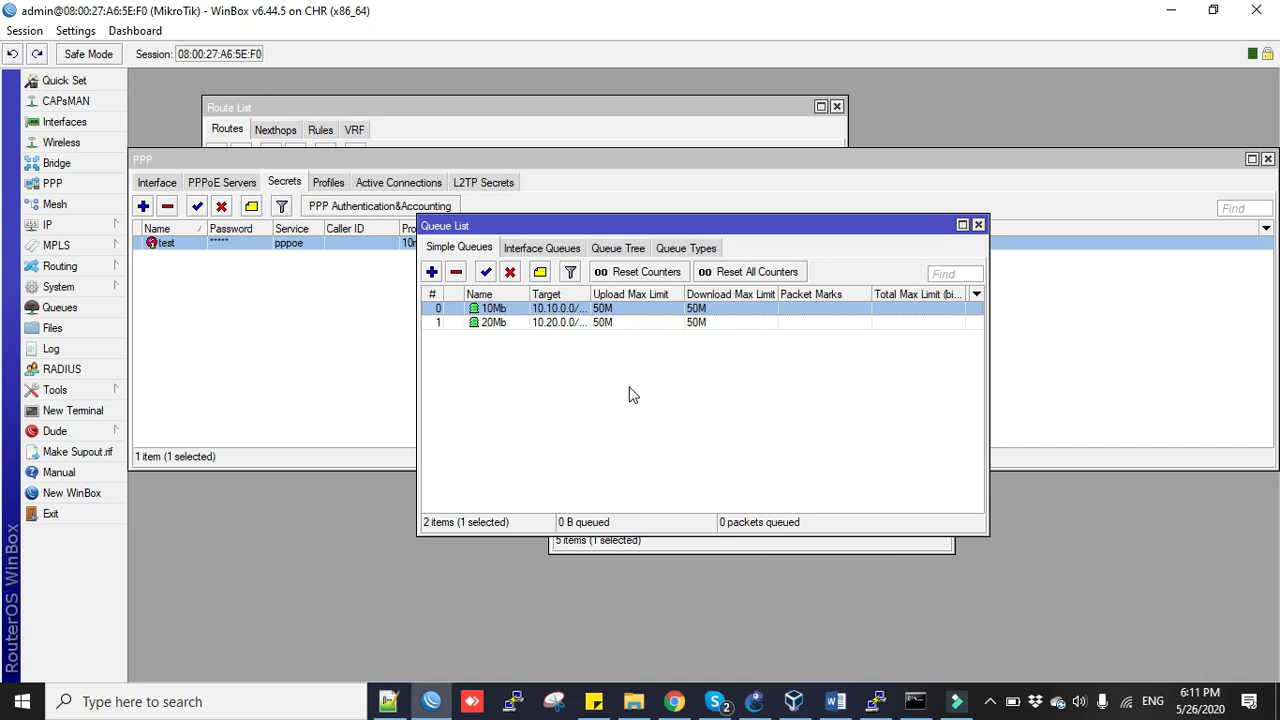 admin@08:00:27:A6:5E:F0 (MikroTik) - WinBox v6.44.5 on CHR (x86_64)
Session Settings Dashboard
Safe Mode Session: 08:00:27:A6:5E:F0
Quick Set
CAPsMAN
Interfaces
Wireless
Bridge
PPP
Mesh
IP
MPLS
Routing
System
Queues
Files
Log
RADIUS
Tools
New Terminal
Dude
Make Supout.rif
Manual
New WinBox
Exit
RouterOS WinBox
Route List
Routes Nexthops Rules VRF
PPP
Interface PPPoE Servers Secrets Profiles Active Connections L2TP Secrets
PPP Authentication&Accounting Find
Name Password Service Caller ID
test ***** pppoe
1 item (1 selected)
Queue List
Simple Queues Interface Queues Queue Tree Queue Types
00 Reset Counters 00 Reset All Counters Find
# Name Target Upload Max Limit Download Max Limit Packet Marks Total Max Limit (bi...
0 10Mb 10.10.0.0/... 50M 50M
1 20Mb 10.20.0.0/... 50M 50M
2 items (1 selected) 0 B queued 0 packets queued
5 items (1 selected)
Type here to search
2
ENG
6:11 PM
5/26/2020